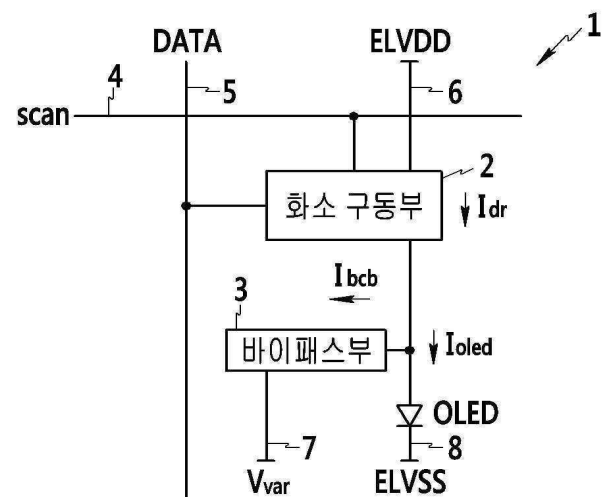 DATA
ELVDD
1
4
5
6
scan
2
화소 구동부
Idr
Ibcb
3
바이패스부
Ioled
OLED
7
8
Vvar
ELVSS